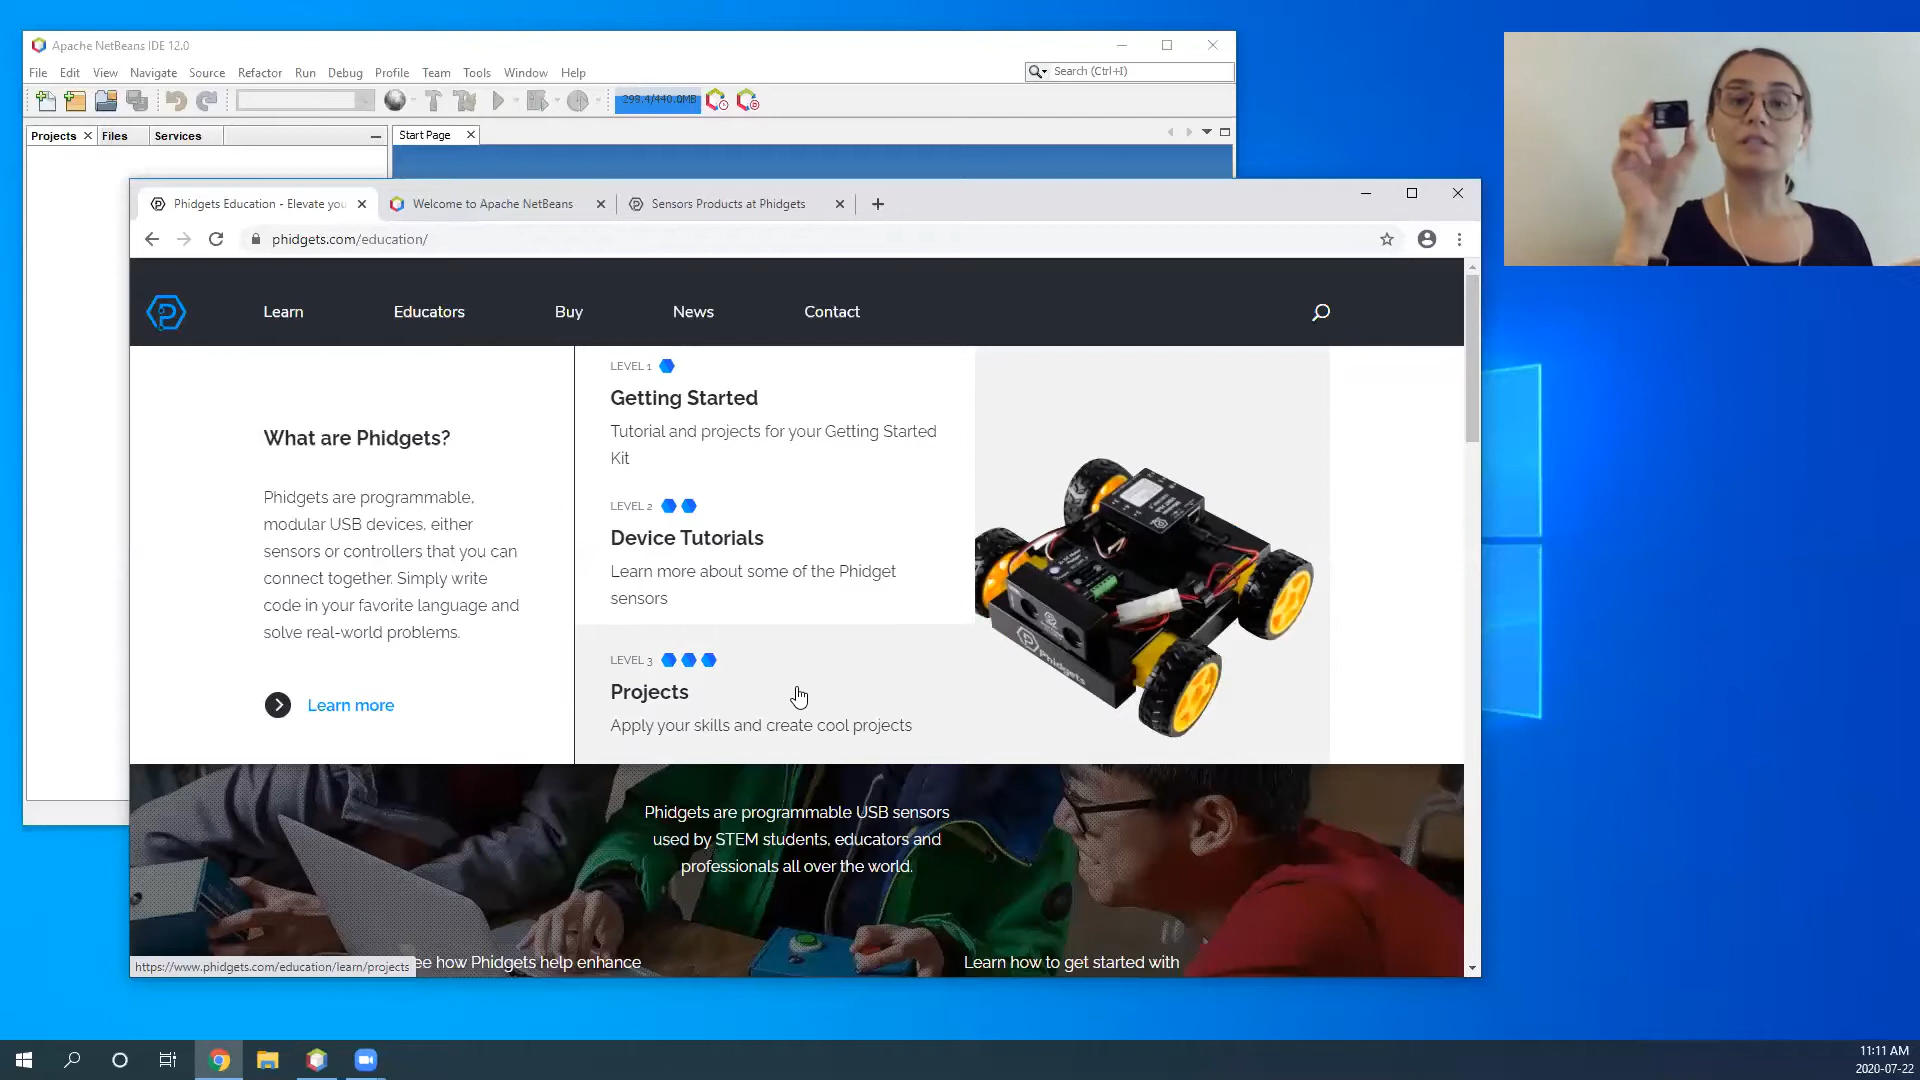 Apache NetBeans IDE 12.0
File Edit View Navigate Source Refactor Run Debug Profile Team Tools Window Help
Search (Ctrl+I)
298.4/440.0MB
Projects Files Services
Start Page
Phidgets Education - Elevate you
Welcome to Apache NetBeans
Sensors Products at Phidgets
phidgets.com/education/
Learn Educators Buy News Contact
What are Phidgets?
Phidgets are programmable,
modular USB devices, either
sensors or controllers that you can
connect together. Simply write
code in your favorite language and
solve real-world problems.
Learn more
LEVEL 1
Getting Started
Tutorial and projects for your Getting Started
Kit
LEVEL 2
Device Tutorials
Learn more about some of the Phidget
sensors
LEVEL 3
Projects
Apply your skills and create cool projects
Phidgets
Phidgets are programmable USB sensors
used by STEM students, educators and
professionals all over the world.
ee how Phidgets help enhance
Learn how to get started with
https://www.phidgets.com/education/learn/projects
11:11 AM
2020-07-22